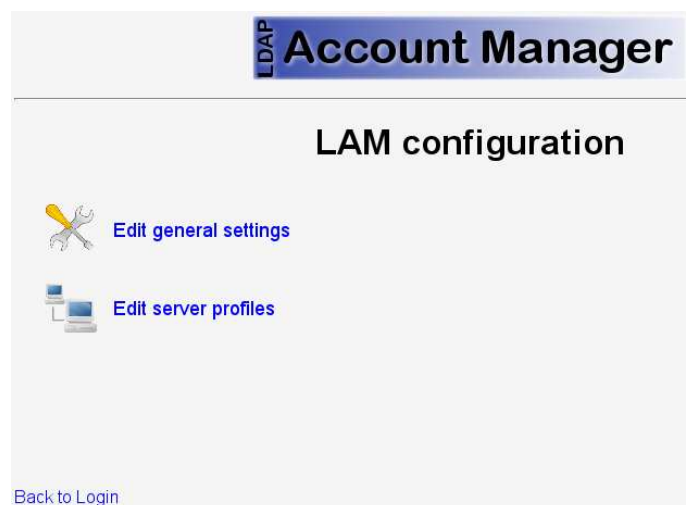 LDAP Account Manager
LAM configuration
Edit general settings
Edit server profiles
Back to Login